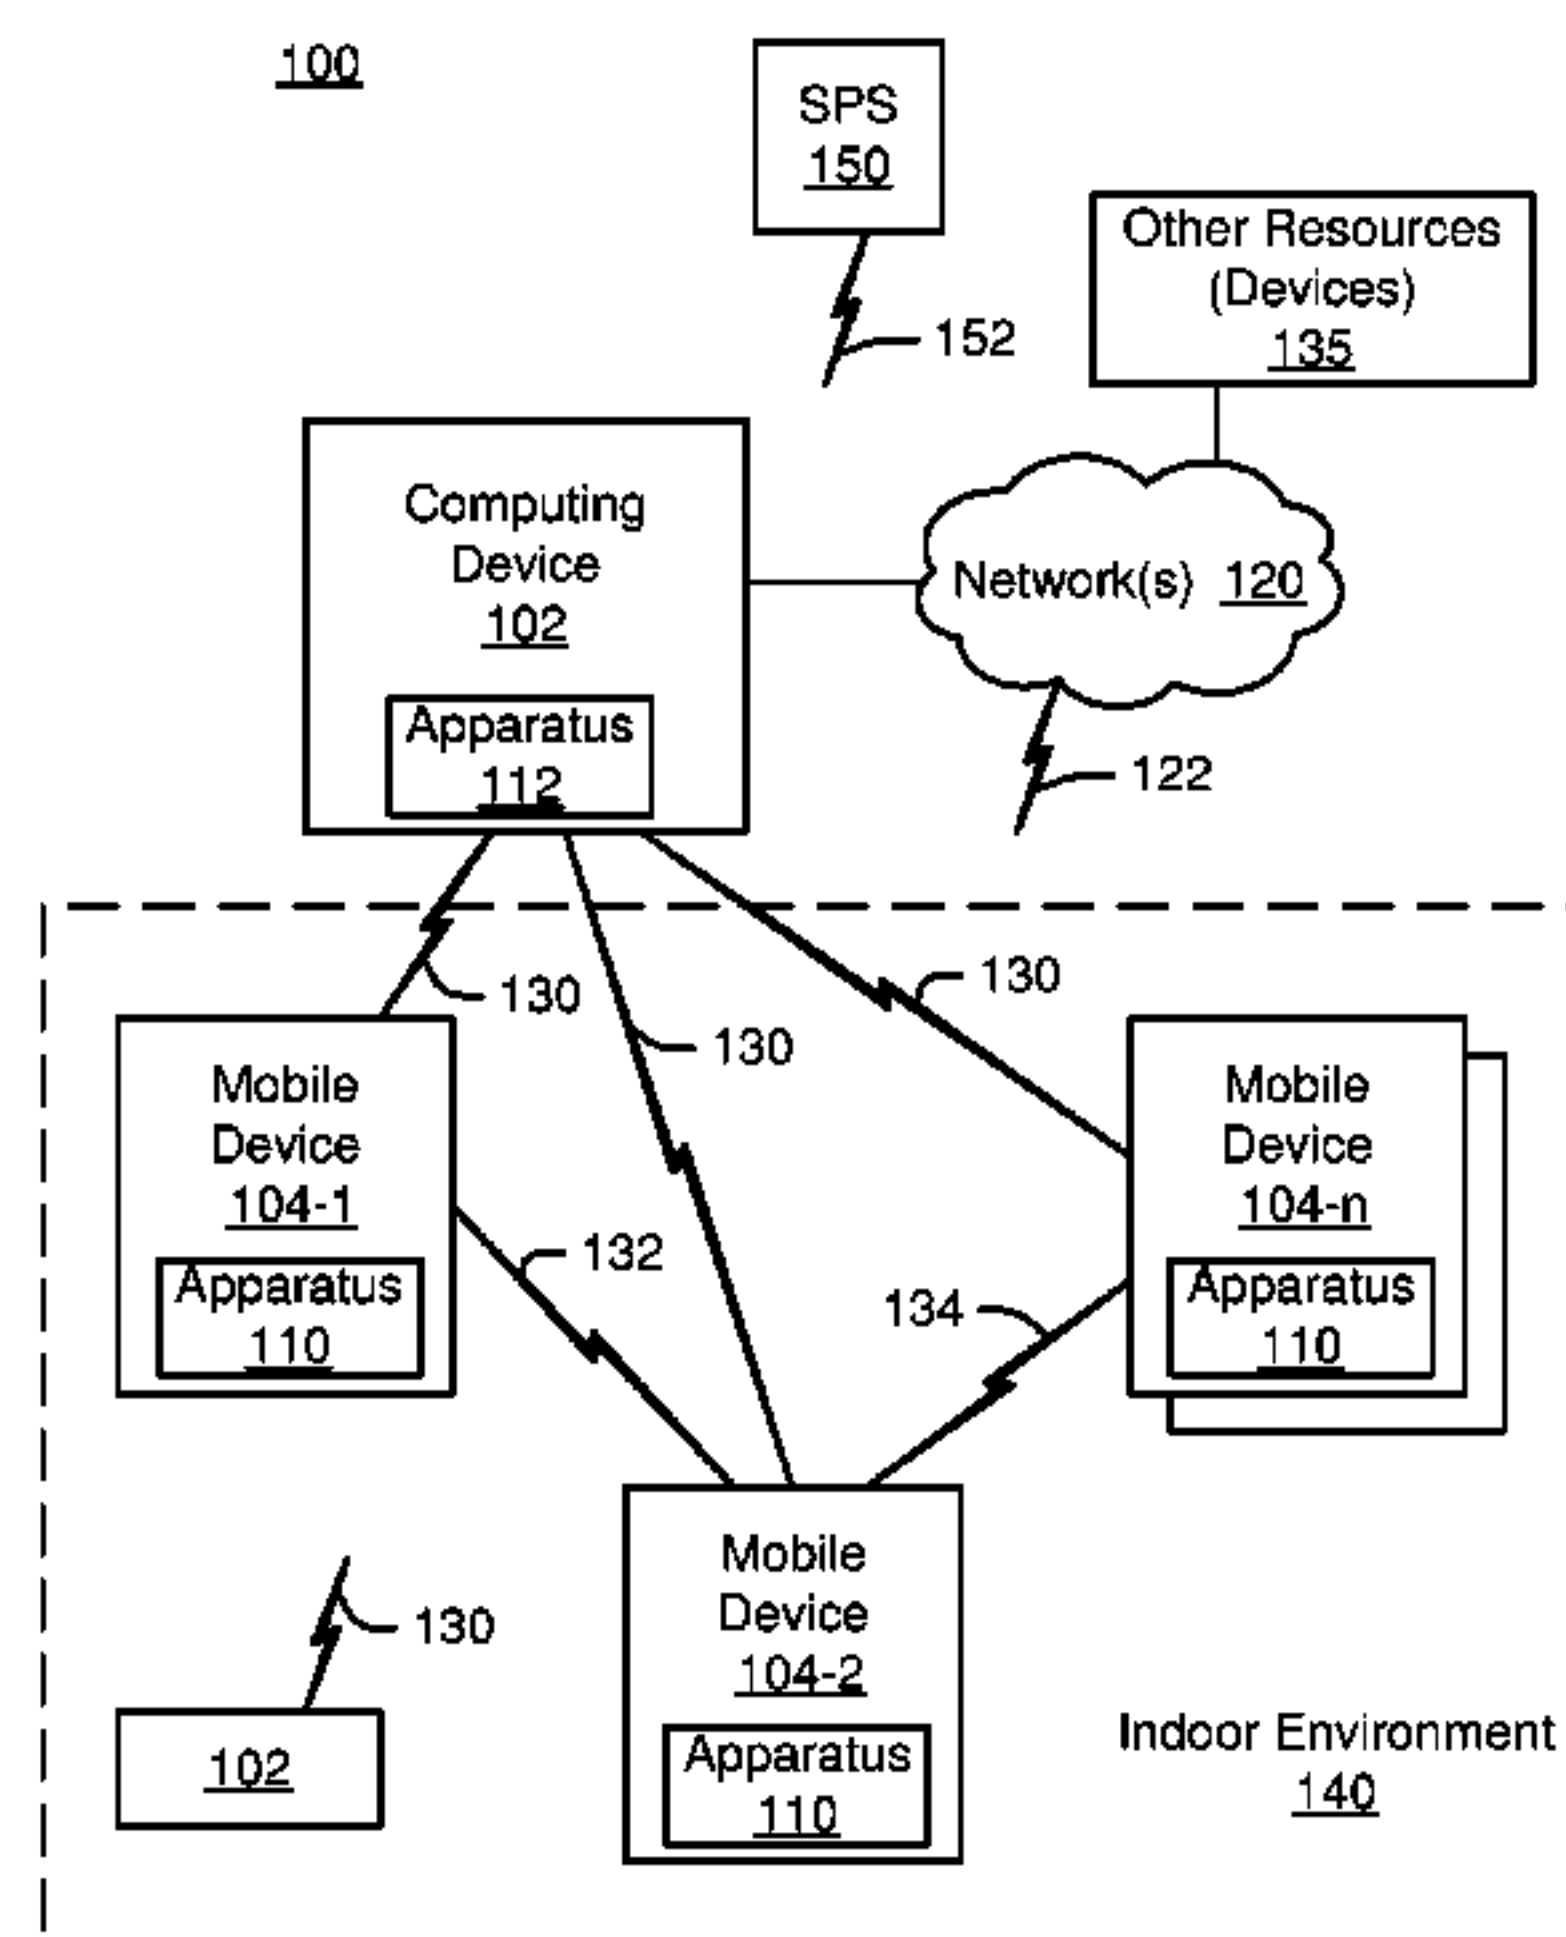 100
SPS
150
152
Other Resources
(Devices)
135
Computing
Device
102
Apparatus
112
Network(s) 120
122
130
130
130
Mobile
Device
104-1
Apparatus
110
132
134
Mobile
Device
104-n
Apparatus
110
130
102
Mobile
Device
104-2
Apparatus
110
Indoor Environment
140